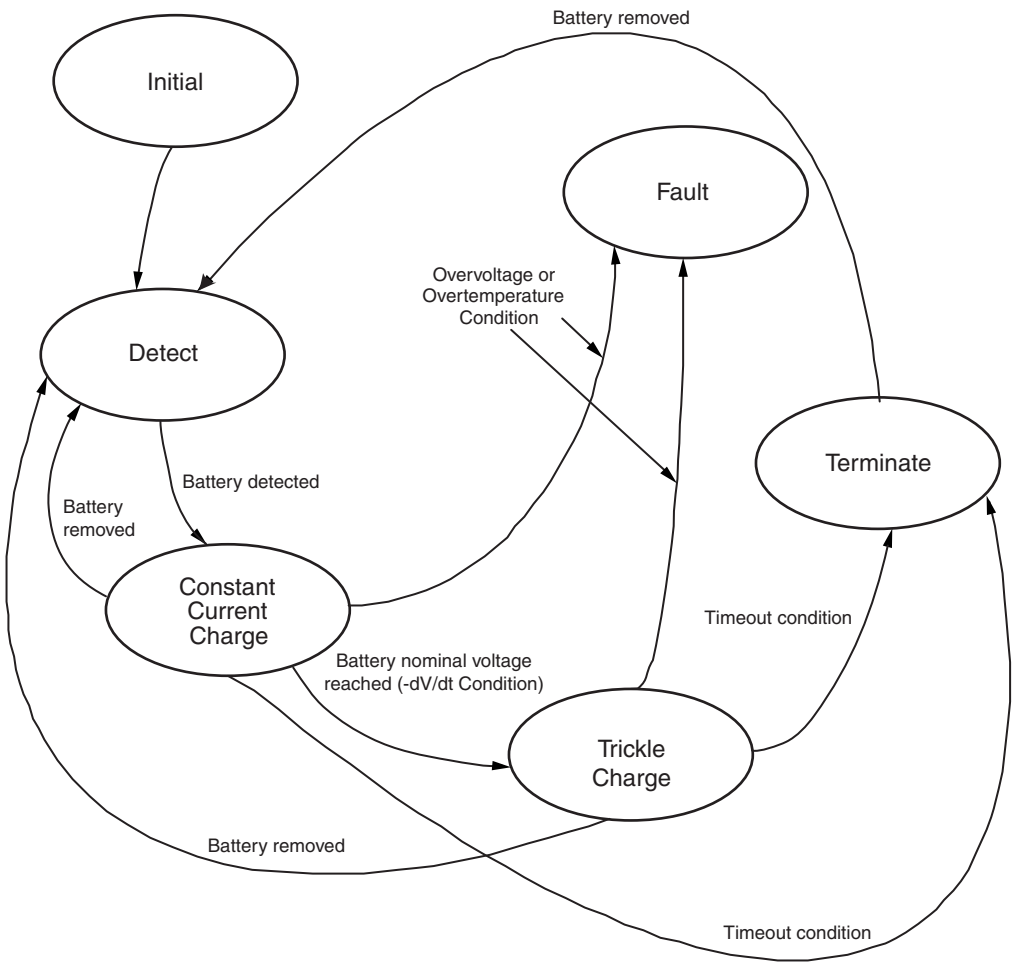 Battery removed
Initial
Fault
Overvoltage or
Overtemperature
Condition
Detect
Terminate
Battery detected
Battery
removed
Constant
Current
Charge
Timeout condition
Battery nominal voltage
reached (-dV/dt Condition)
Trickle
Charge
Battery removed
Timeout condition